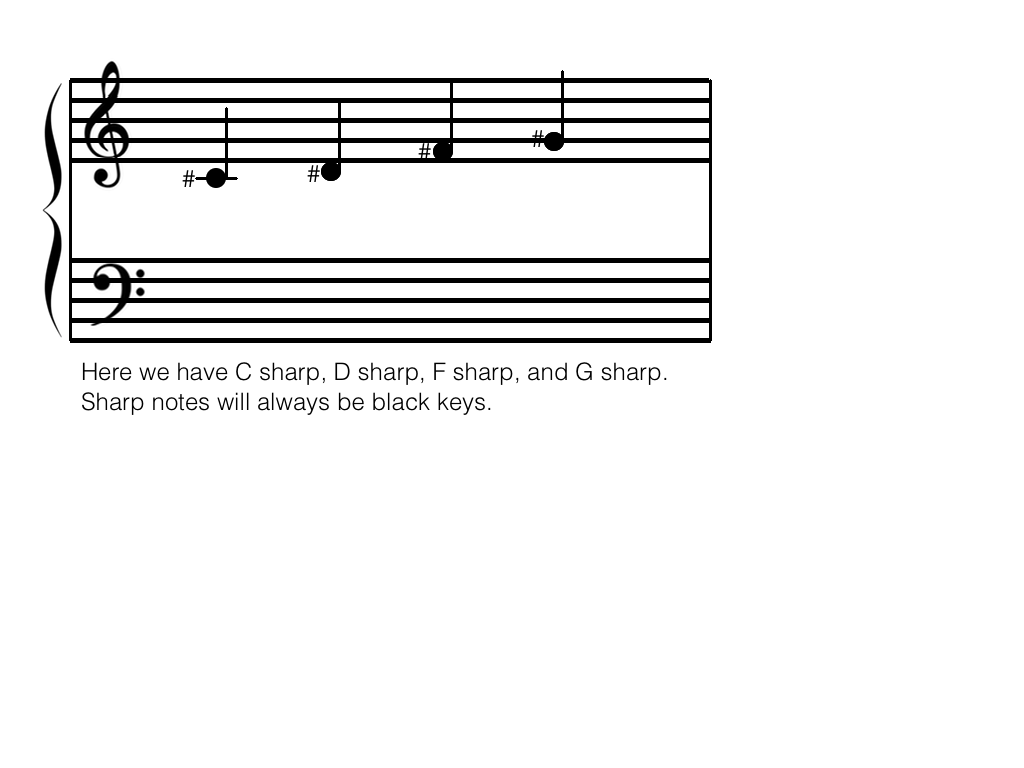 Here we have C sharp, D sharp, F sharp, and G sharp.
Sharp notes will always be black keys.